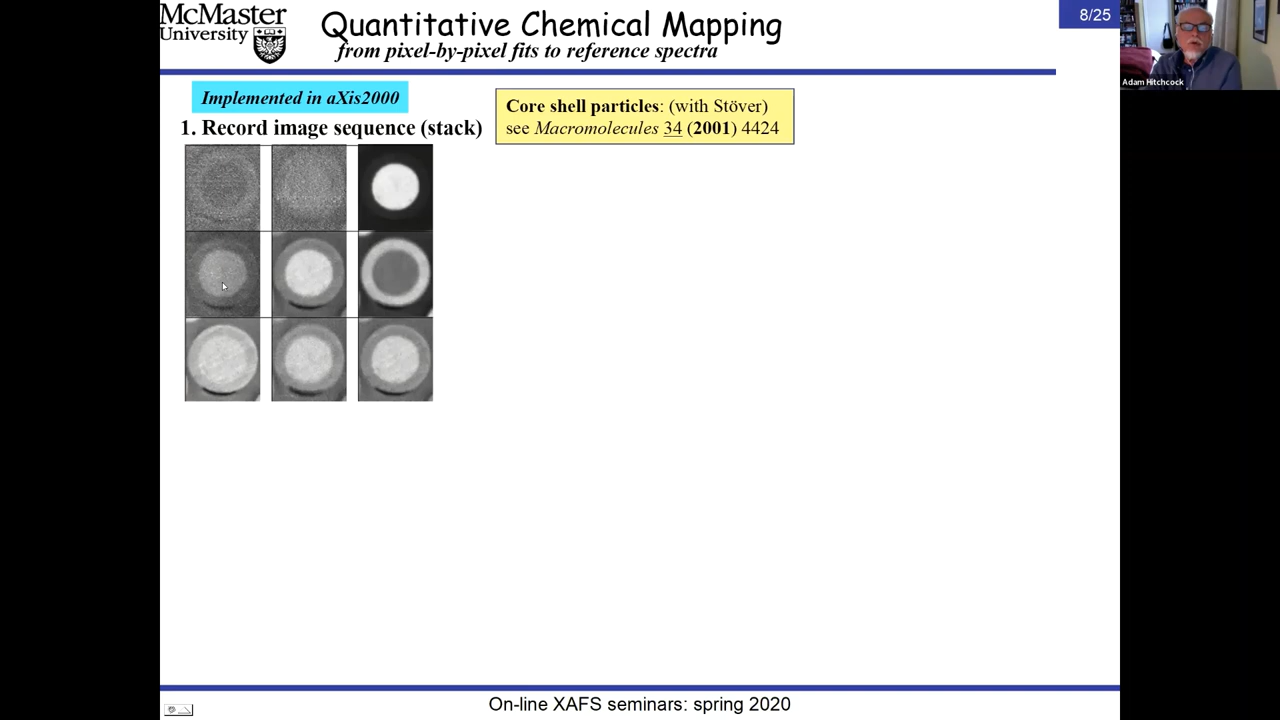 McMaster
University
Quantitative Chemical Mapping
from pixel-by-pixel fits to reference spectra
8/25
Adam Hitchcock
Implemented in aXis2000
1. Record image sequence (stack)
Core shell particles: (with Stöver)
see Macromolecules 34 (2001) 4424
On-line XAFS seminars: spring 2020